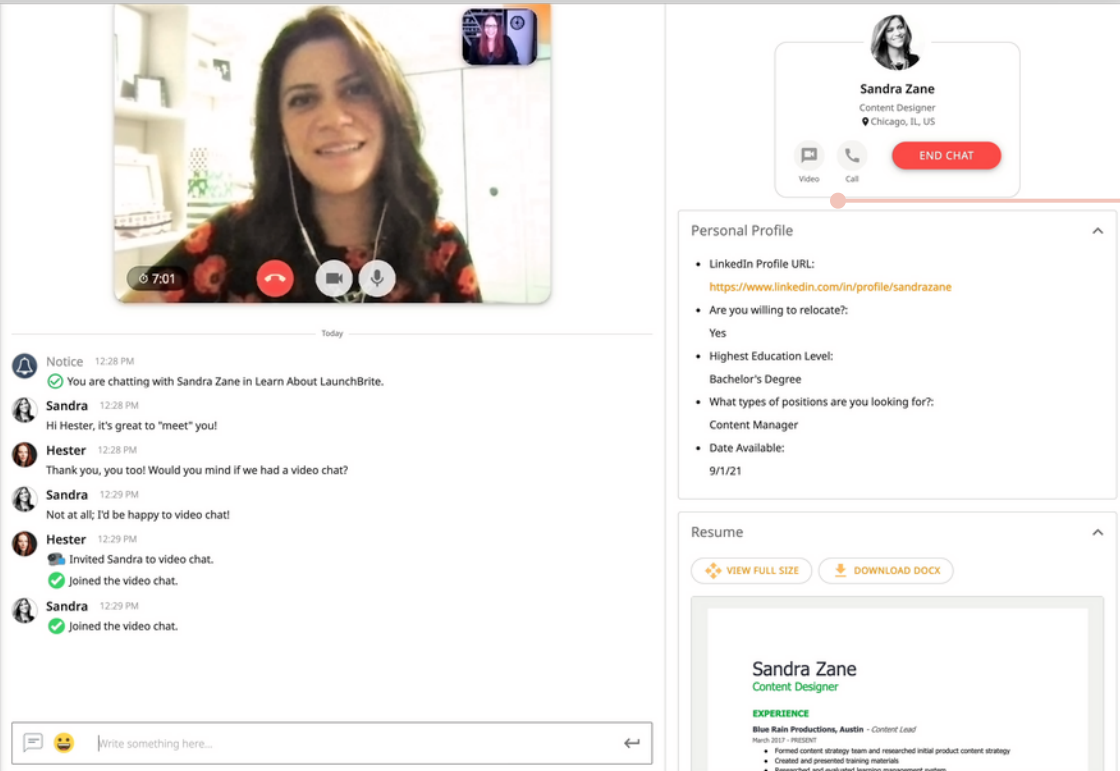 7:01
Today
Notice 12:28 PM
You are chatting with Sandra Zane in Learn About LaunchBrite.
Sandra 12:28 PM
Hi Hester, it's great to "meet" you!
Hester 12:28 PM
Thank you, you too! Would you mind if we had a video chat?
Sandra 12:29 PM
Not at all; I'd be happy to video chat!
Hester 12:29 PM
Invited Sandra to video chat.
Joined the video chat.
Sandra 12:29 PM
Joined the video chat.
Write something here...
Sandra Zane
Content Designer
Chicago, IL, US
Video
Call
END CHAT
Personal Profile
LinkedIn Profile URL:
https://www.linkedin.com/in/profile/sandrazane
Are you willing to relocate?:
Yes
Highest Education Level:
Bachelor's Degree
What types of positions are you looking for?:
Content Manager
Date Available:
9/1/21
Resume
VIEW FULL SIZE
DOWNLOAD DOCX
Sandra Zane
Content Designer
EXPERIENCE
Blue Rain Productions, Austin - Content Lead
March 2017 - PRESENT
Formed content strategy team and researched initial product content strategy
Created and presented training materials
Researched and evaluated learning management system